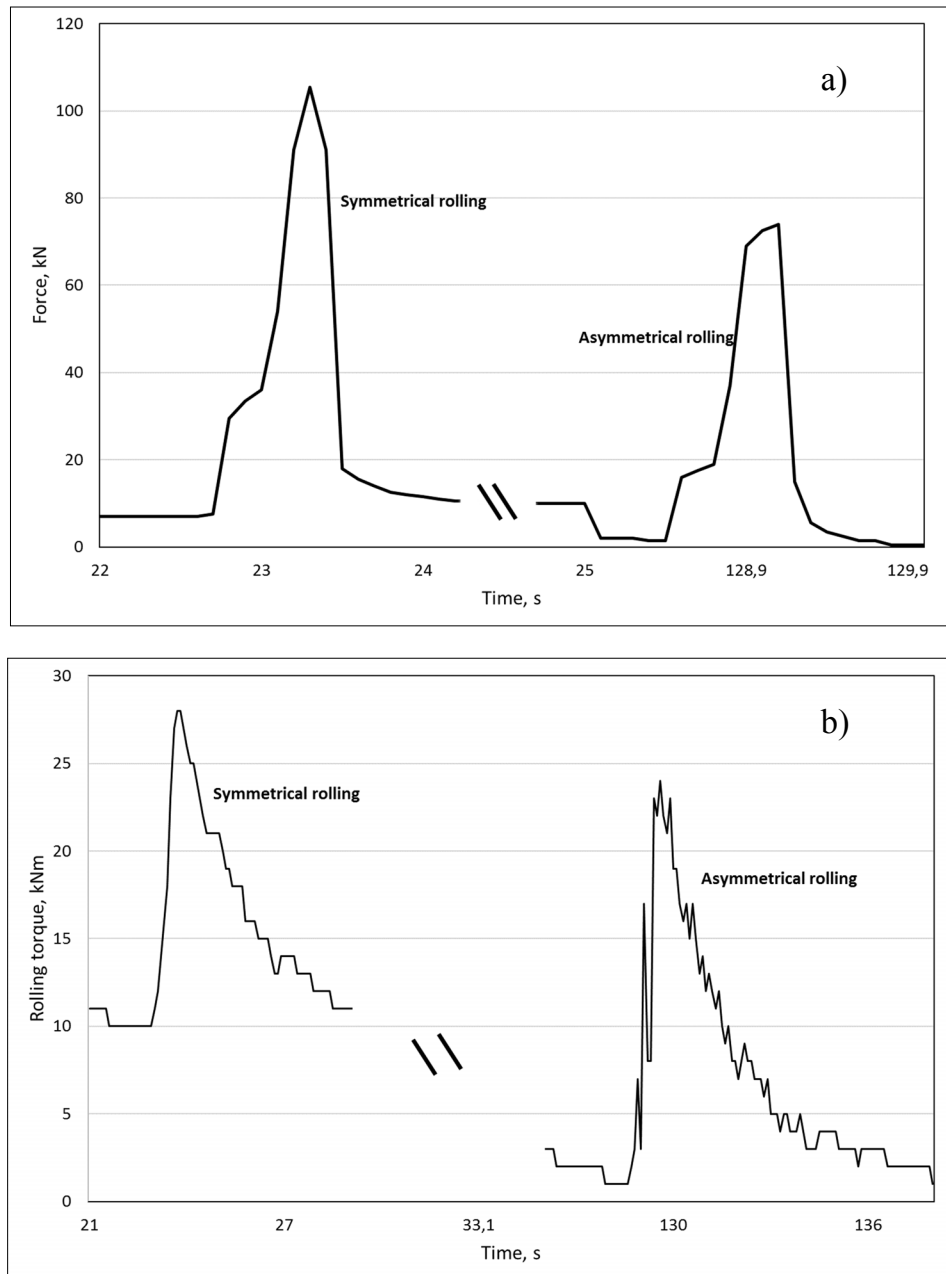 120
a)
100
Symmetrical rolling
80
Force, kN
60
Asymmetrical rolling
40
20
0
22
23
24
25
128,9
129,9
Time, s
30
b)
25
Symmetrical rolling
20
Asymmetrical rolling
Rolling torque, kNm
15
10
5
0
21
27
33,1
130
136
Time, s